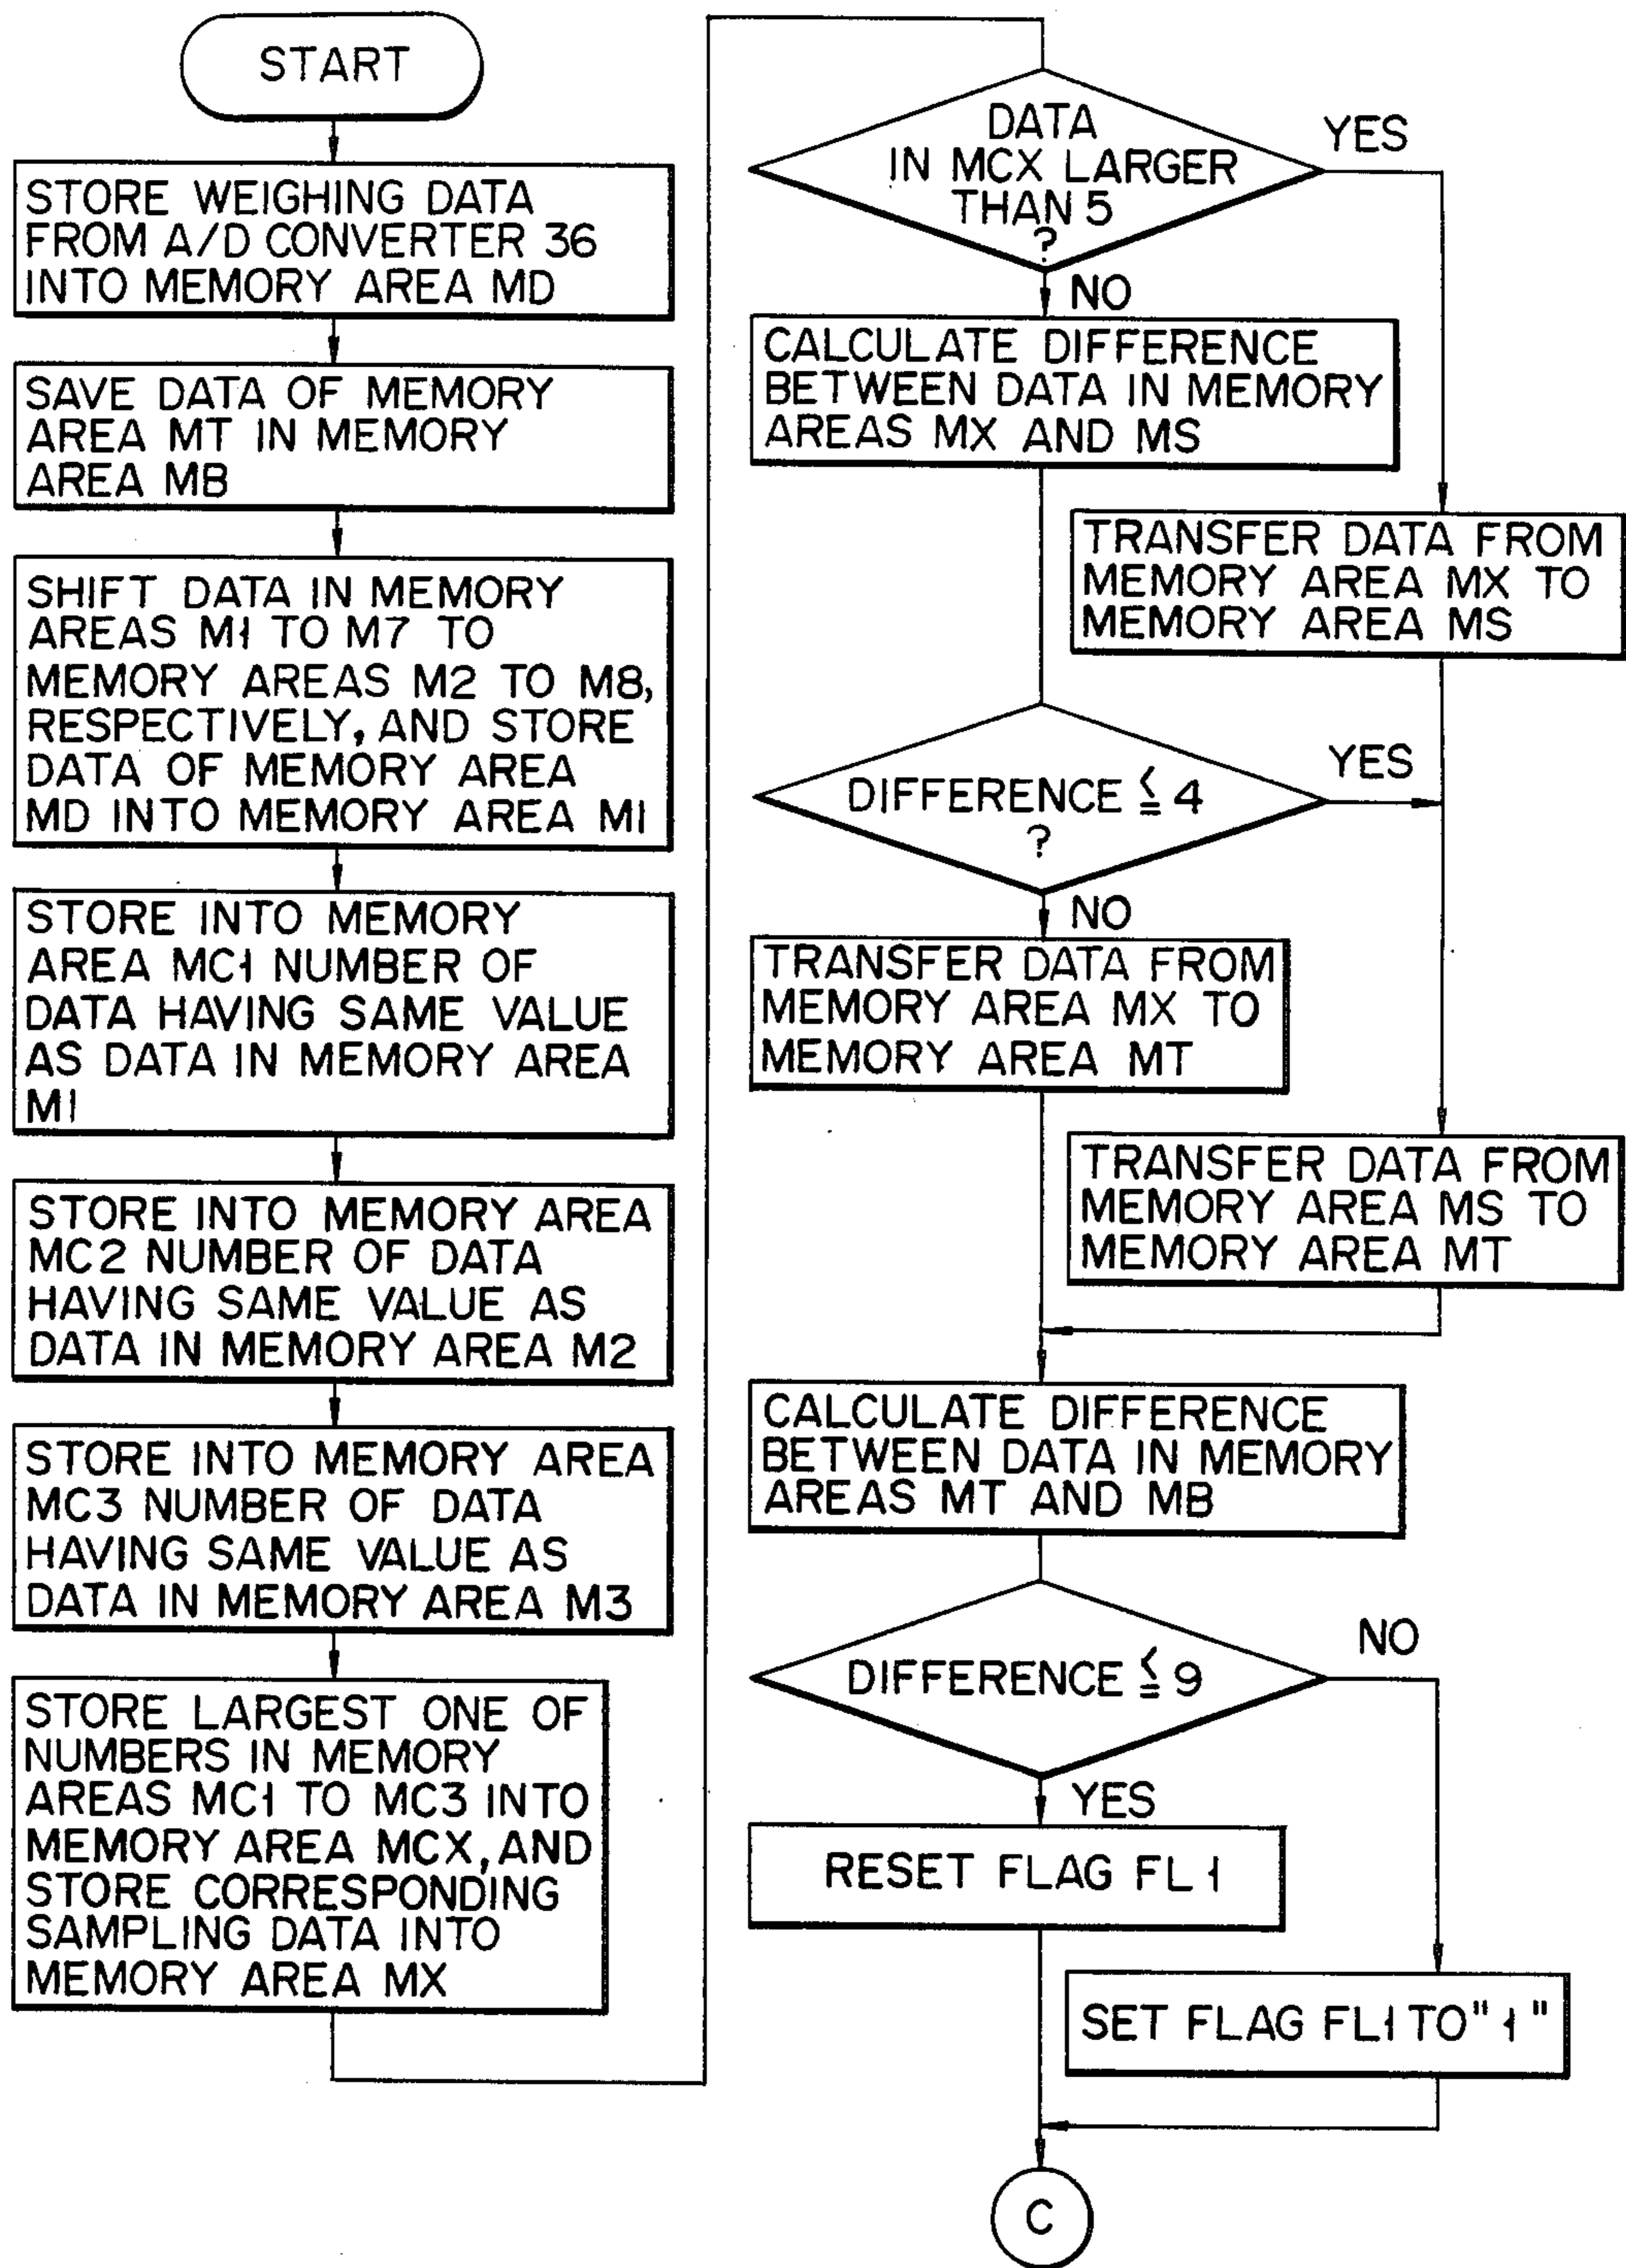 START
STORE WEIGHING DATA
FROM A/D CONVERTER 36
INTO MEMORY AREA MD
SAVE DATA OF MEMORY
AREA MT IN MEMORY
AREA MB
SHIFT DATA IN MEMORY
AREAS M1 TO M7 TO
MEMORY AREAS M2 TO M8,
RESPECTIVELY, AND STORE
DATA OF MEMORY AREA
MD INTO MEMORY AREA M1
STORE INTO MEMORY
AREA MC1 NUMBER OF
DATA HAVING SAME VALUE
AS DATA IN MEMORY AREA
M1
STORE INTO MEMORY AREA
MC2 NUMBER OF DATA
HAVING SAME VALUE AS
DATA IN MEMORY AREA M2
STORE INTO MEMORY AREA
MC3 NUMBER OF DATA
HAVING SAME VALUE AS
DATA IN MEMORY AREA M3
STORE LARGEST ONE OF
NUMBERS IN MEMORY
AREAS MC1 TO MC3 INTO
MEMORY AREA MCX, AND
STORE CORRESPONDING
SAMPLING DATA INTO
MEMORY AREA MX
DATA
IN MCX LARGER
THAN 5
?
YES
NO
CALCULATE DIFFERENCE
BETWEEN DATA IN MEMORY
AREAS MX AND MS
TRANSFER DATA FROM
MEMORY AREA MX TO
MEMORY AREA MS
DIFFERENCE ≦ 4
?
YES
NO
TRANSFER DATA FROM
MEMORY AREA MX TO
MEMORY AREA MT
TRANSFER DATA FROM
MEMORY AREA MS TO
MEMORY AREA MT
CALCULATE DIFFERENCE
BETWEEN DATA IN MEMORY
AREAS MT AND MB
DIFFERENCE ≦ 9
NO
YES
RESET FLAG FL1
SET FLAG FL1 TO "1"
C